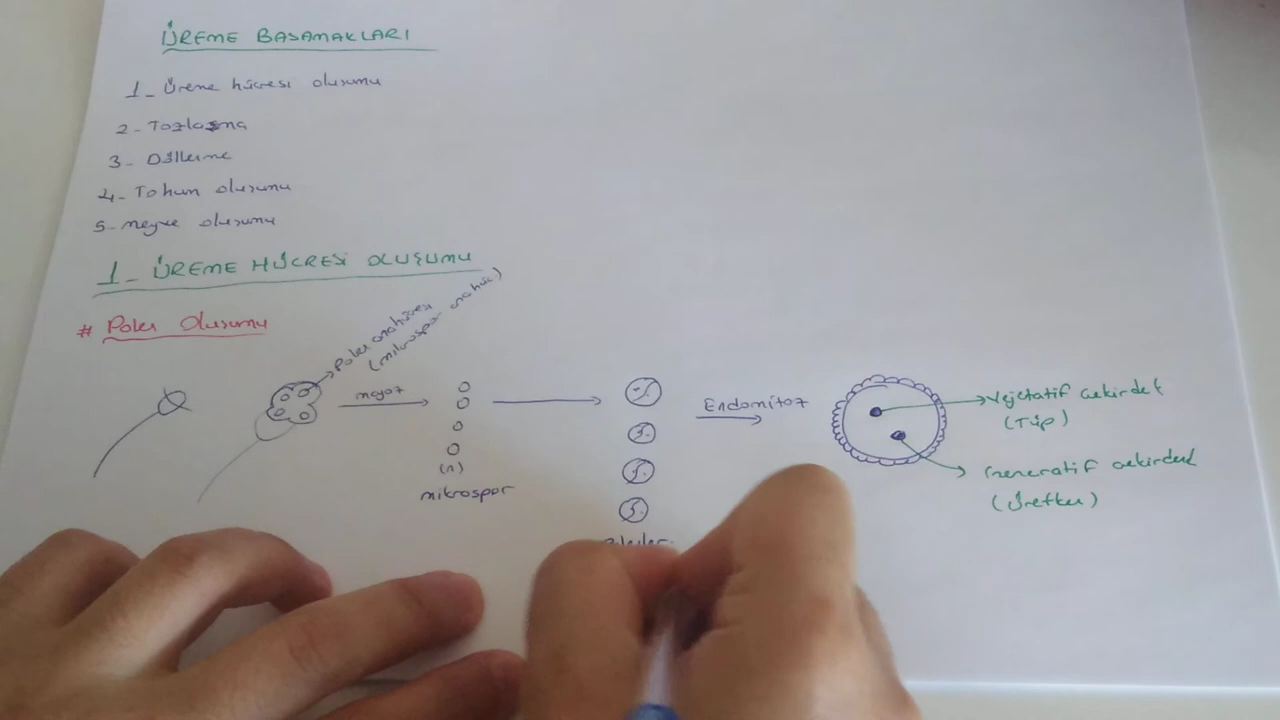 ÜREME BASAMAKLARI
1- Üreme hücresi oluşumu
2- Tozlaşma
3- Döllenme
4- Tohum oluşumu
5- meyve oluşumu
1- ÜREME HÜCRESİ OLUŞUMU
# Polen Oluşumu
Polen anahücresi
(mikrospor anahüc)
mayoz
(n)
mikrospor
Endomitoz
Vejetatif çekirdek
(Tüp)
Generatif çekirdek
(Üretken)